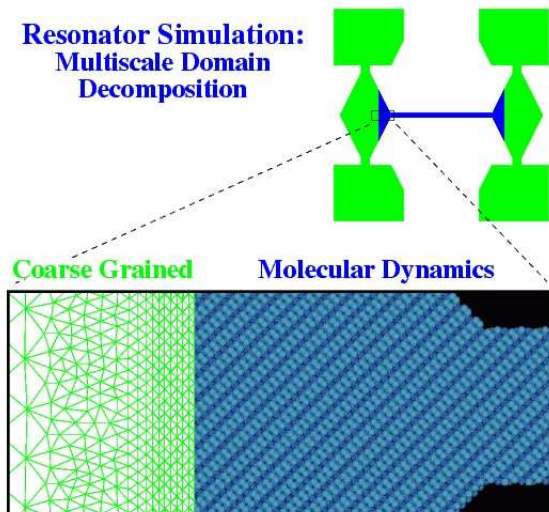 Resonator Simulation:
Multiscale Domain
Decomposition
Coarse Grained
Molecular Dynamics